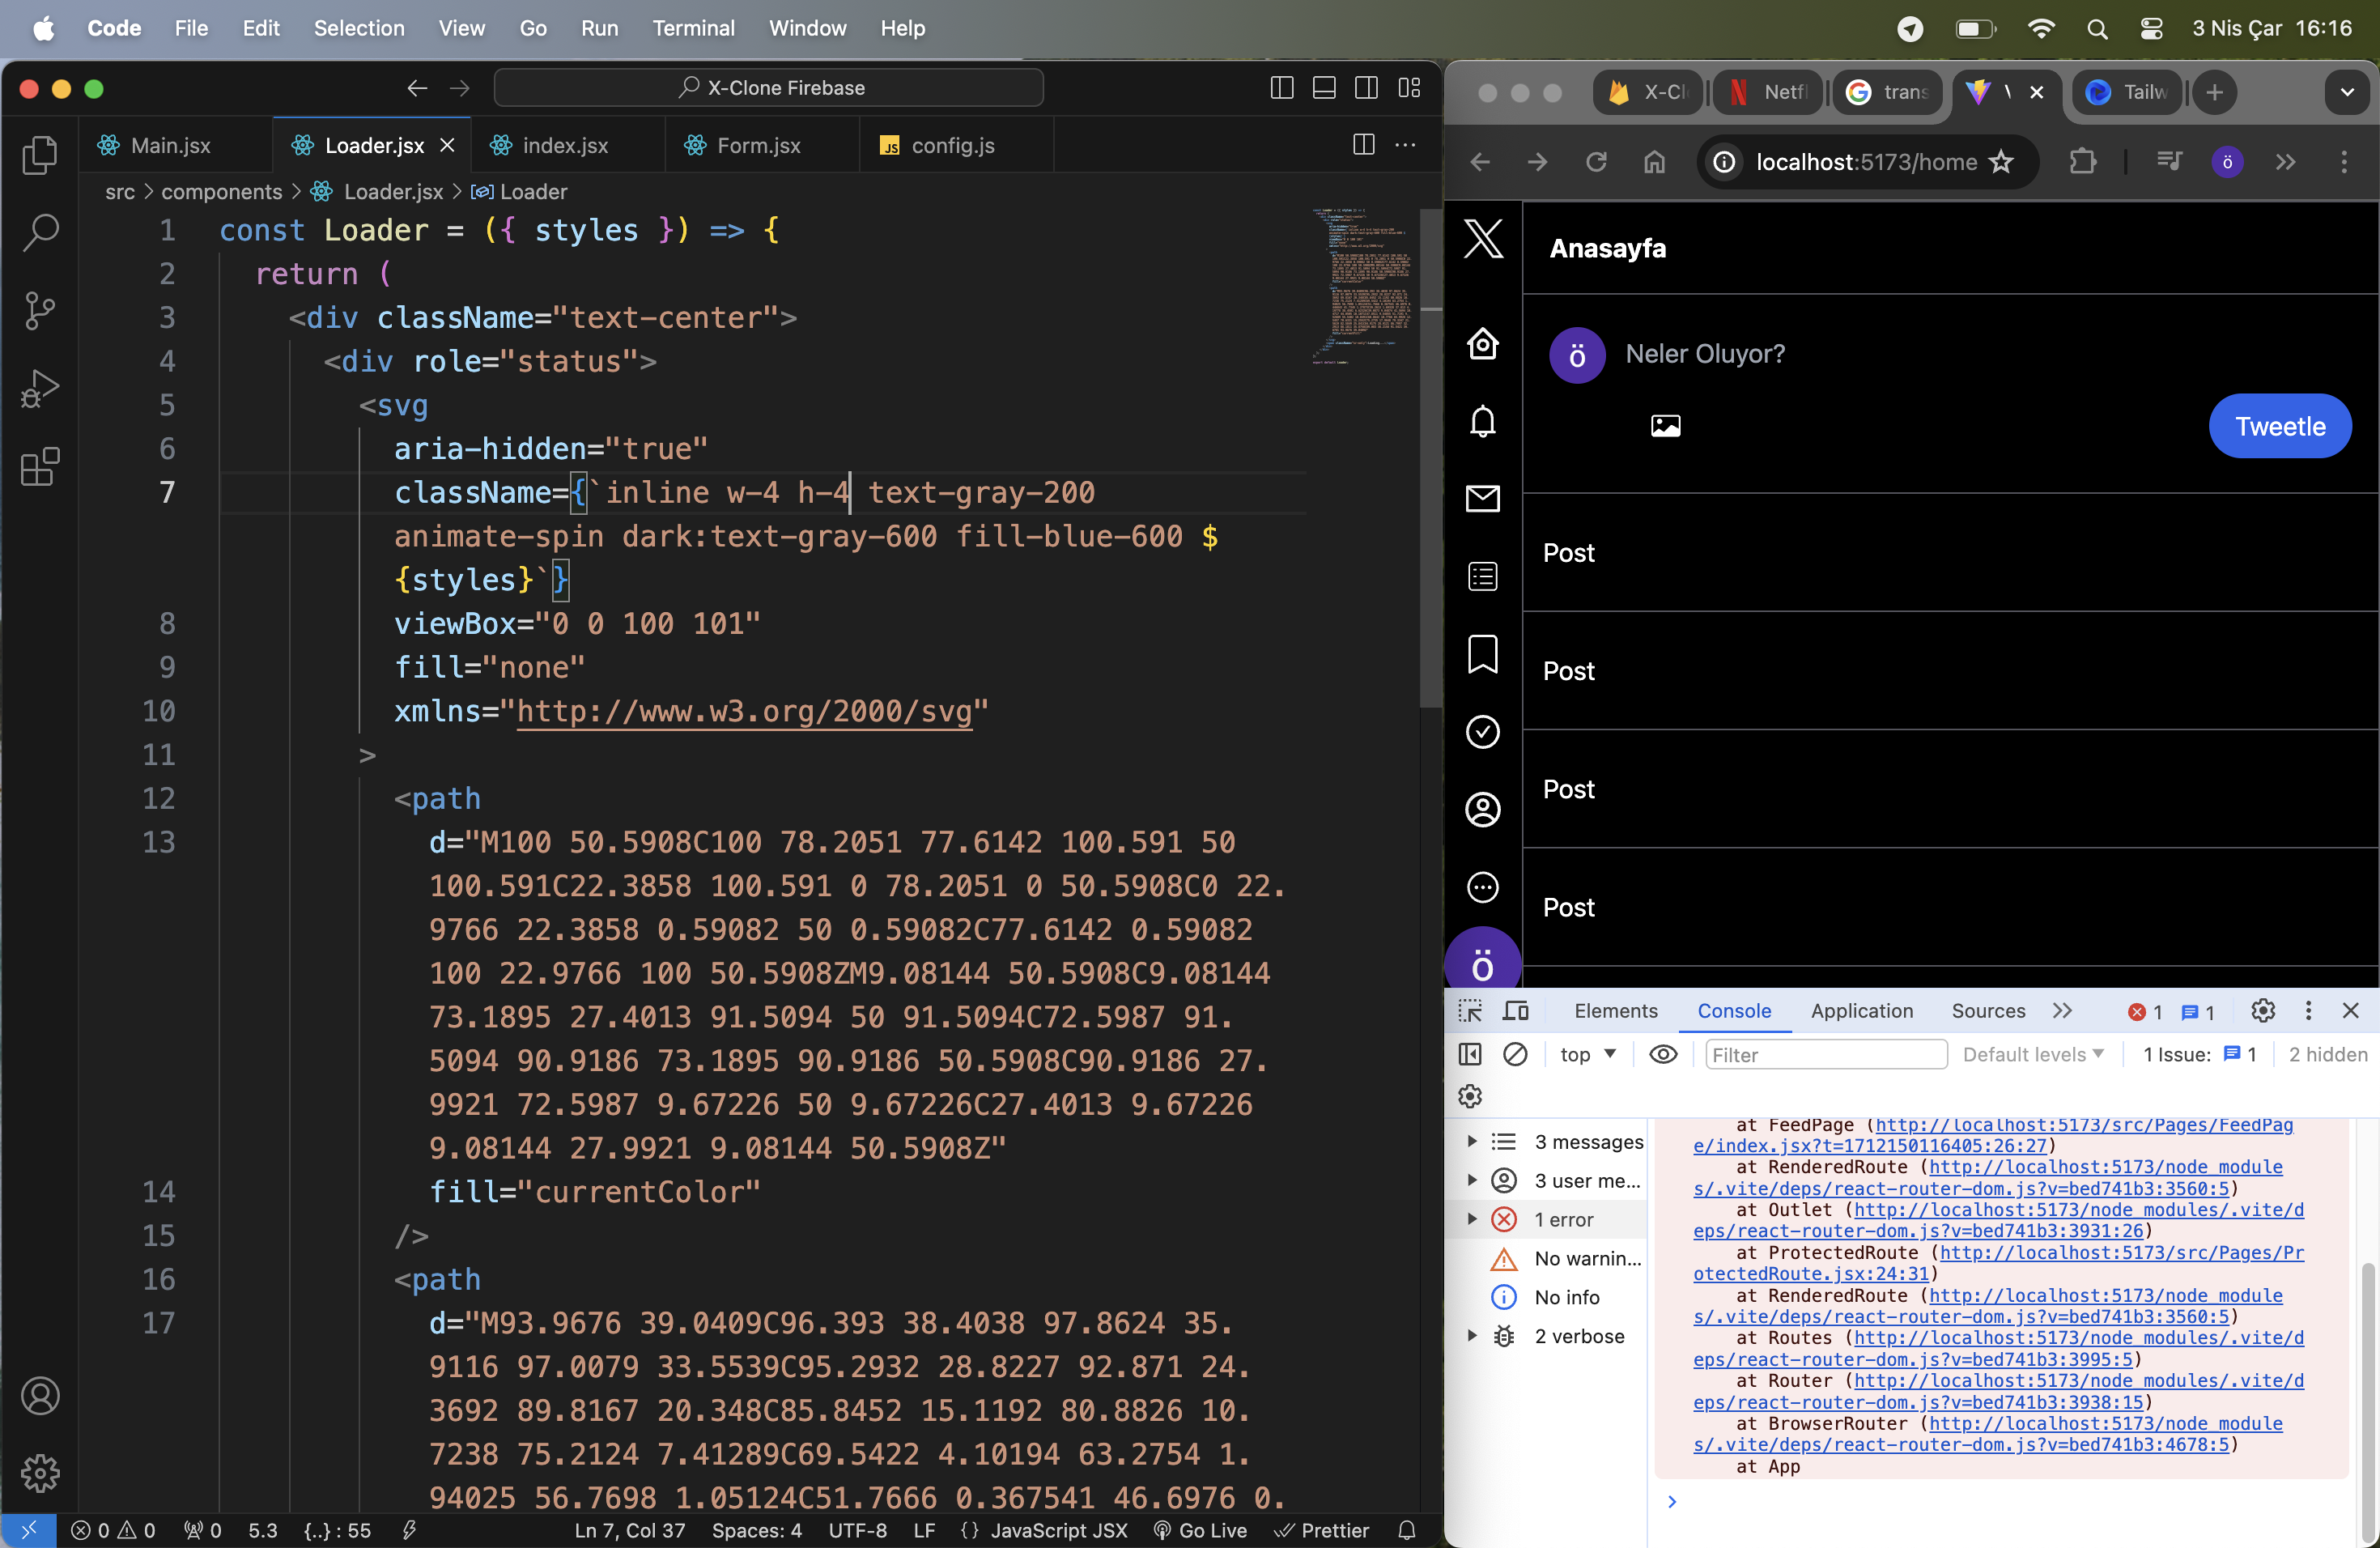 Code File Edit Selection View Go Run Terminal Window Help
3 Nis Çar 16:16
X-Clone Firebase
Main.jsx Loader.jsx index.jsx Form.jsx JS config.js
src > components > Loader.jsx > Loader
1 const Loader = ({ styles }) => {
2 return (
3 <div className="text-center">
4 <div role="status">
5 <svg
6 aria-hidden="true"
7 className={`inline w-4 h-4 text-gray-200
animate-spin dark:text-gray-600 fill-blue-600 $
{styles}`}
8 viewBox="0 0 100 101"
9 fill="none"
10 xmlns="http://www.w3.org/2000/svg"
11 >
12 <path
13 d="M100 50.5908C100 78.2051 77.6142 100.591 50
100.591C22.3858 100.591 0 78.2051 0 50.5908C0 22.
9766 22.3858 0.59082 50 0.59082C77.6142 0.59082
100 22.9766 100 50.5908ZM9.08144 50.5908C9.08144
73.1895 27.4013 91.5094 50 91.5094C72.5987 91.
5094 90.9186 73.1895 90.9186 50.5908C90.9186 27.
9921 72.5987 9.67226 50 9.67226C27.4013 9.67226
9.08144 27.9921 9.08144 50.5908Z"
14 fill="currentColor"
15 />
16 <path
17 d="M93.9676 39.0409C96.393 38.4038 97.8624 35.
9116 97.0079 33.5539C95.2932 28.8227 92.871 24.
3692 89.8167 20.348C85.8452 15.1192 80.8826 10.
7238 75.2124 7.41289C69.5422 4.10194 63.2754 1.
94025 56.7698 1.05124C51.7666 0.367541 46.6976 0.
0 0 0 5.3 {..} : 55 Ln 7, Col 37 Spaces: 4 UTF-8 LF {} JavaScript JSX Go Live Prettier
X-Cl Netfl trans Tailw
localhost:5173/home ö
Anasayfa
ö Neler Oluyor?
Tweetle
Post
Post
Post
Post
ö
Elements Console Application Sources 1 1
top Filter Default levels 1 Issue: 1 2 hidden
3 messages
3 user me...
1 error
No warnin...
No info
2 verbose
at FeedPage (http://localhost:5173/src/Pages/FeedPag
e/index.jsx?t=1712150116405:26:27)
at RenderedRoute (http://localhost:5173/node_module
s/.vite/deps/react-router-dom.js?v=bed741b3:3560:5)
at Outlet (http://localhost:5173/node_modules/.vite/d
eps/react-router-dom.js?v=bed741b3:3931:26)
at ProtectedRoute (http://localhost:5173/src/Pages/Pr
otectedRoute.jsx:24:31)
at RenderedRoute (http://localhost:5173/node_module
s/.vite/deps/react-router-dom.js?v=bed741b3:3560:5)
at Routes (http://localhost:5173/node_modules/.vite/d
eps/react-router-dom.js?v=bed741b3:3995:5)
at Router (http://localhost:5173/node_modules/.vite/d
eps/react-router-dom.js?v=bed741b3:3938:15)
at BrowserRouter (http://localhost:5173/node_module
s/.vite/deps/react-router-dom.js?v=bed741b3:4678:5)
at App